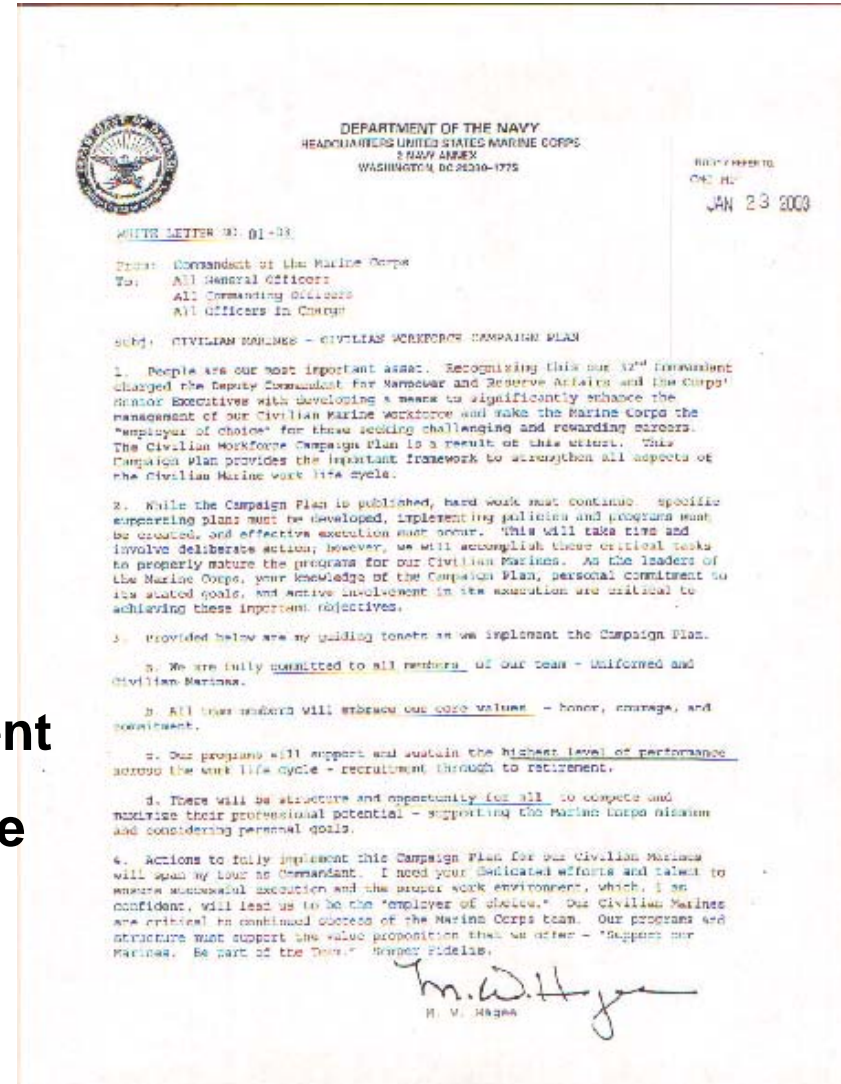 DEPARTMENT OF THE NAVY
HEADQUARTERS UNITED STATES MARINE CORPS
2 NAVY ANNEX
WASHINGTON, DC 20380-1775
JAN 23 2003
WHITE LETTER NO. 01-03
From: Commandant of the Marine Corps
To: All General Officers
All Commanding Officers
All Officers in Charge
Subj: CIVILIAN MARINES - CIVILIAN WORKFORCE CAMPAIGN PLAN
1. People are our most important asset. Recognizing this our 32nd Commandant
charged the Deputy Commandant for Manpower and Reserve Affairs and the Corps'
Senior Executives with developing a means to significantly enhance the
management of our Civilian Marine workforce and make the Marine Corps the
"employer of choice" for those seeking challenging and rewarding careers.
The Civilian Workforce Campaign Plan is a result of this effort. This
Campaign Plan provides the important framework to strengthen all aspects of
the Civilian Marine work life cycle.
2. While the Campaign Plan is published, hard work must continue. Specific
supporting plans must be developed, implementing policies and programs must
be created, and effective execution must occur. This will take time and
involve deliberate action; however, we will accomplish these critical tasks
to properly mature the programs for our Civilian Marines. As the leaders of
the Marine Corps, your knowledge of the Campaign Plan, personal commitment to
its stated goals, and active involvement in its execution are critical to
achieving these important objectives.
3. Provided below are my guiding tenets as we implement the Campaign Plan.
a. We are fully committed to all members of our team - Uniformed and
Civilian Marines.
b. All team members will embrace our core values - honor, courage, and
commitment.
ent
c. Our programs will support and sustain the highest level of performance
across the work life cycle - recruitment through to retirement.
d. There will be structure and opportunity for all to compete and
maximize their professional potential - supporting the Marine Corps mission
e
and considering personal goals.
4. Actions to fully implement this Campaign Plan for our Civilian Marines
will span my tour as Commandant. I need your dedicated efforts and talent to
ensure successful execution and the proper work environment, which, I am
confident, will lead us to be the "employer of choice." Our Civilian Marines
are critical to continued success of the Marine Corps team. Our programs and
structure must support the value proposition that we offer - "Support our
Marines. Be part of the Team." Semper Fidelis.
M. W. Hagee
M. W. Hagee